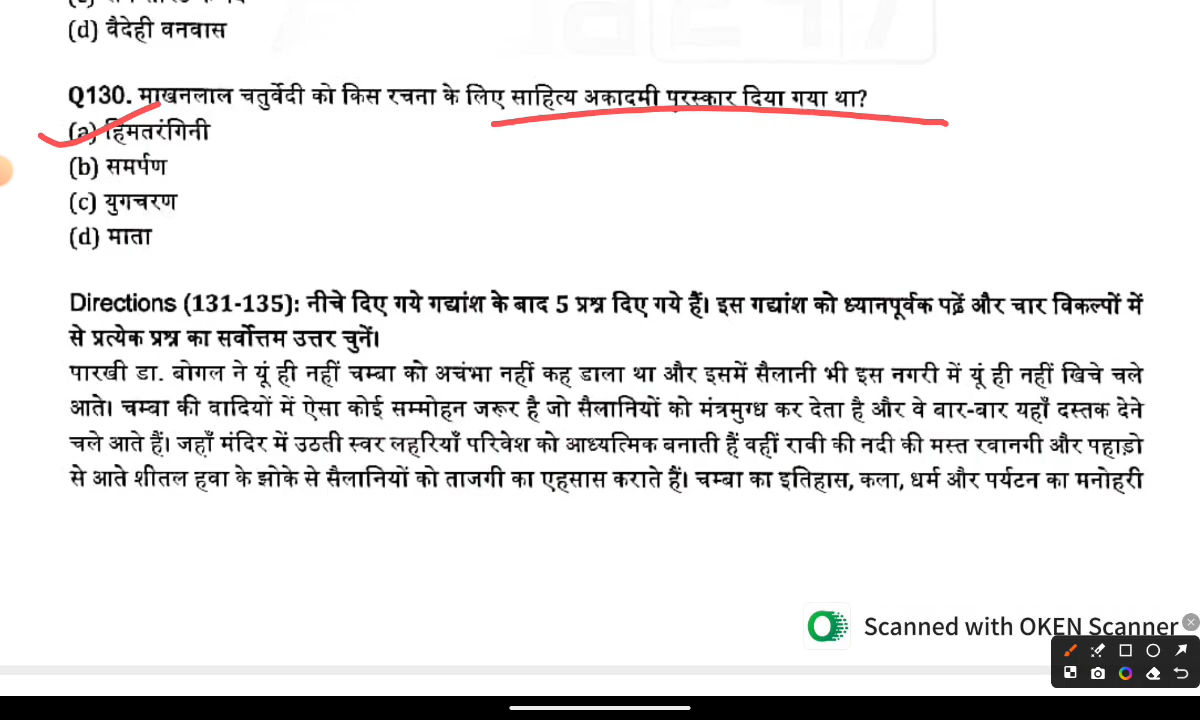 (d) वैदेही वनवास
Q130. माखनलाल चतुर्वेदी को किस रचना के लिए साहित्य अकादमी पुरस्कार दिया गया था?
(a) हिमतरंगिनी
(b) समर्पण
(c) युगचरण
(d) माता
Directions (131-135): नीचे दिए गये गद्यांश के बाद 5 प्रश्न दिए गये हैं। इस गद्यांश को ध्यानपूर्वक पढ़ें और चार विकल्पों में
से प्रत्येक प्रश्न का सर्वोत्तम उत्तर चुनें।
पारखी डा. बोगल ने यूं ही नहीं चम्बा को अचंभा नहीं कह डाला था और इसमें सैलानी भी इस नगरी में यूं ही नहीं खिचे चले
आते। चम्बा की वादियों में ऐसा कोई सम्मोहन जरूर है जो सैलानियों को मंत्रमुग्ध कर देता है और वे बार-बार यहाँ दस्तक देने
चले आते हैं। जहाँ मंदिर में उठती स्वर लहरियाँ परिवेश को आध्यत्मिक बनाती हैं वहीं रावी की नदी की मस्त रवानगी और पहाड़ो
से आते शीतल हवा के झोके से सैलानियों को ताजगी का एहसास कराते हैं। चम्बा का इतिहास, कला, धर्म और पर्यटन का मनोहरी
Scanned with OKEN Scanner